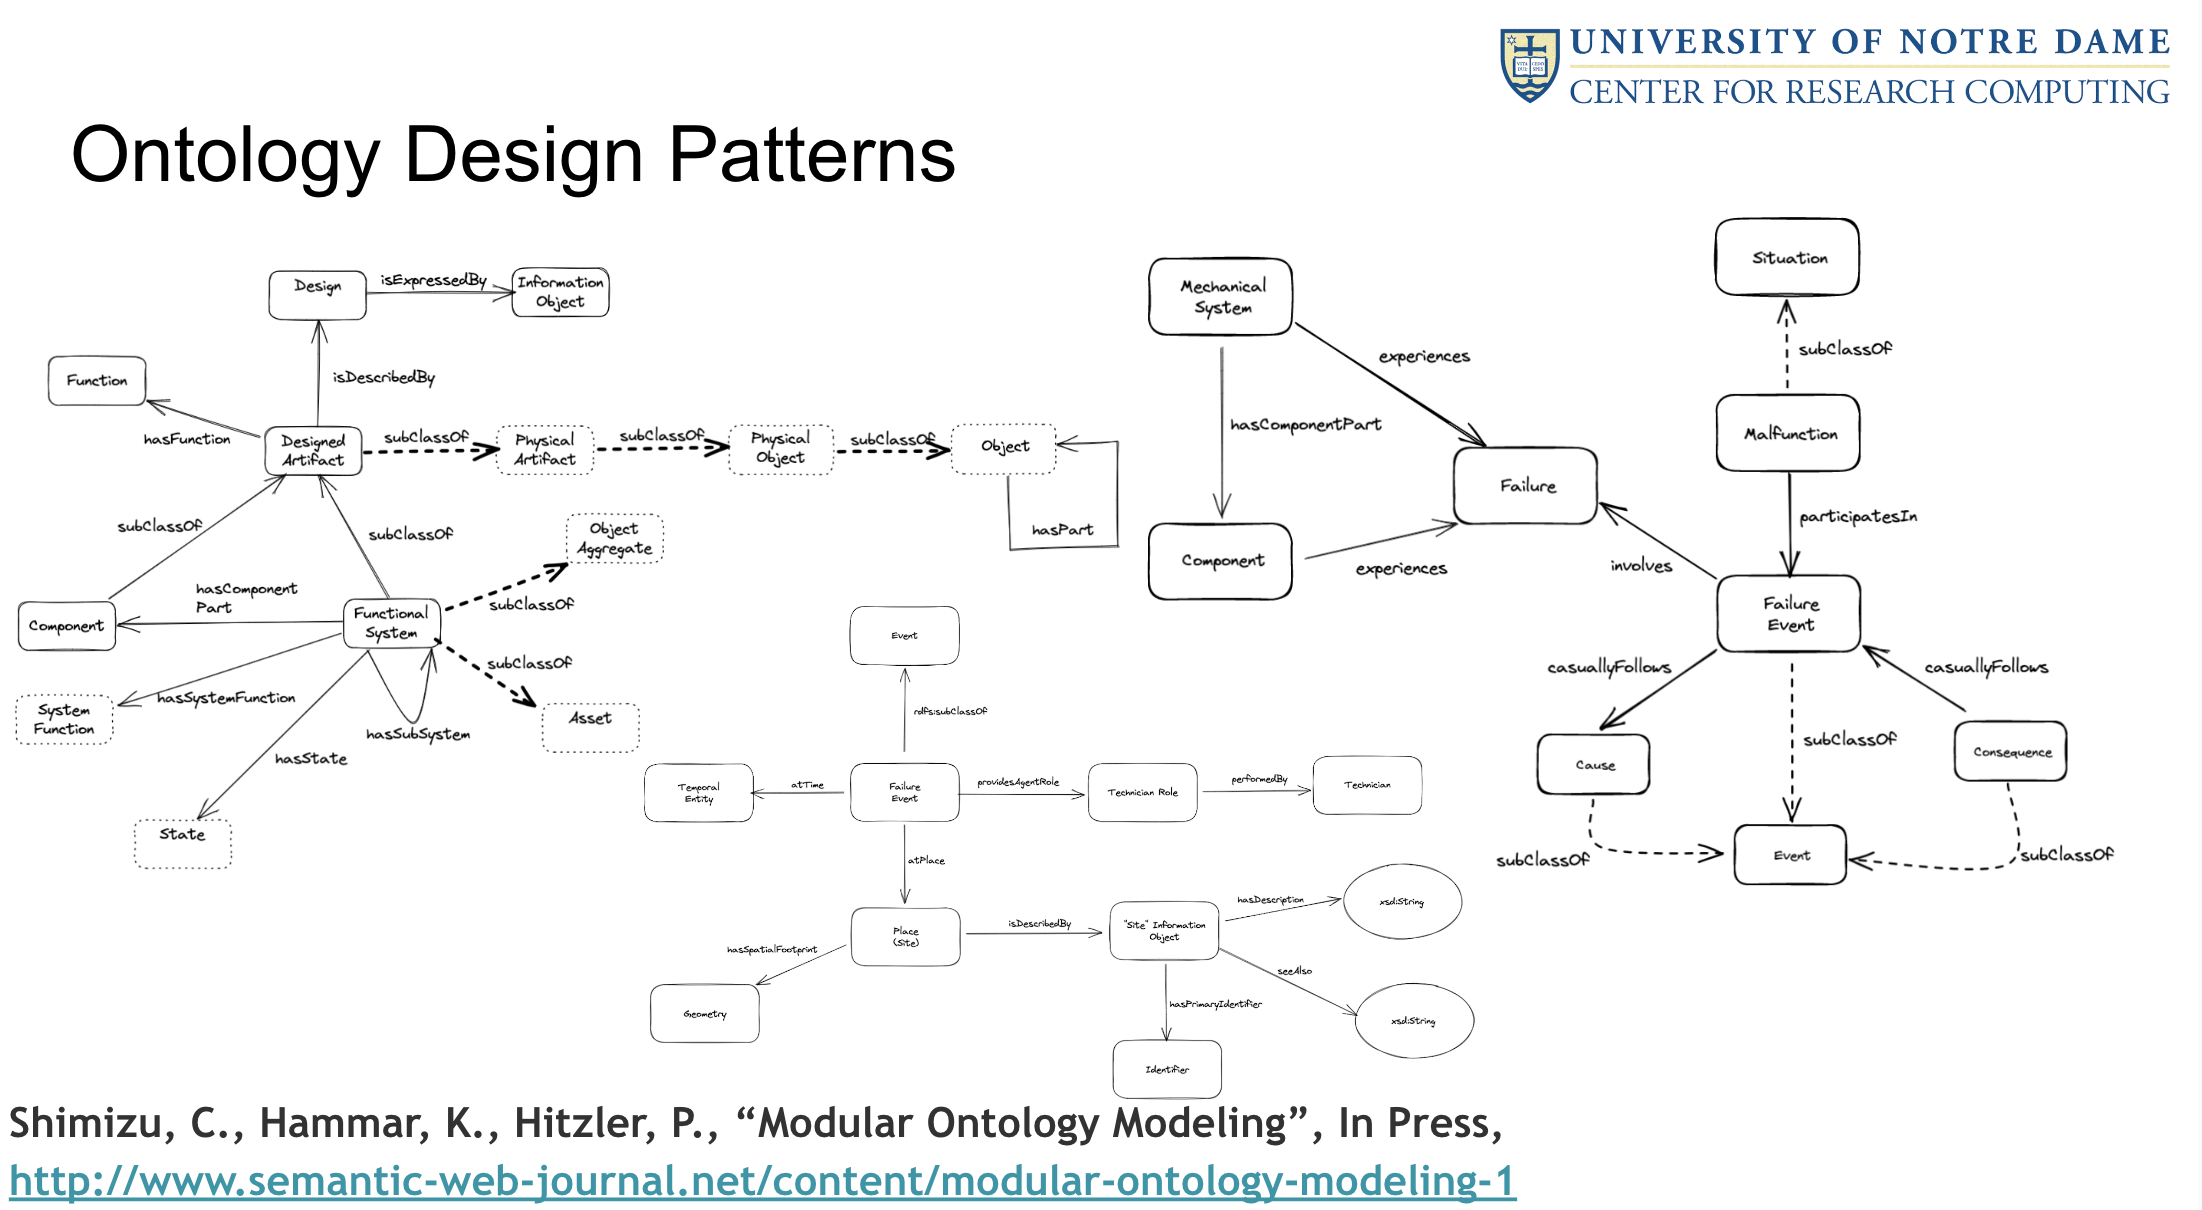 UNIVERSITY OF NOTRE DAME
CENTER FOR RESEARCH COMPUTING
Ontology Design Patterns
Design
isExpressedBy
Information
Object
isDescribedBy
Function
hasFunction
Designed
Artifact
subClassOf
Physical
Artifact
subClassOf
Physical
Object
subClassOf
Object
hasPart
subClassOf
subClassOf
Object
Aggregate
subClassOf
hasComponent
Part
Component
Functional
System
subClassOf
Asset
hasSystemFunction
System
Function
hasSubSystem
hasState
State
Mechanical
System
experiences
hasComponentPart
Failure
Component
experiences
Situation
subClassOf
Malfunction
participatesIn
involves
Failure
Event
casuallyFollows
casuallyFollows
subClassOf
Cause
Consequence
subClassOf
Event
subClassOf
Event
rdfs:subClassOf
Temporal
Entity
atTime
Failure
Event
providesAgentRole
Technician Role
performedBy
Technician
atPlace
Place
(Site)
isDescribedBy
"Site" Information
Object
hasDescription
xsd:String
hasSpatialFootprint
Geometry
seeAlso
xsd:String
hasPrimaryIdentifier
Identifier
Shimizu, C., Hammar, K., Hitzler, P., “Modular Ontology Modeling”, In Press,
http://www.semantic-web-journal.net/content/modular-ontology-modeling-1